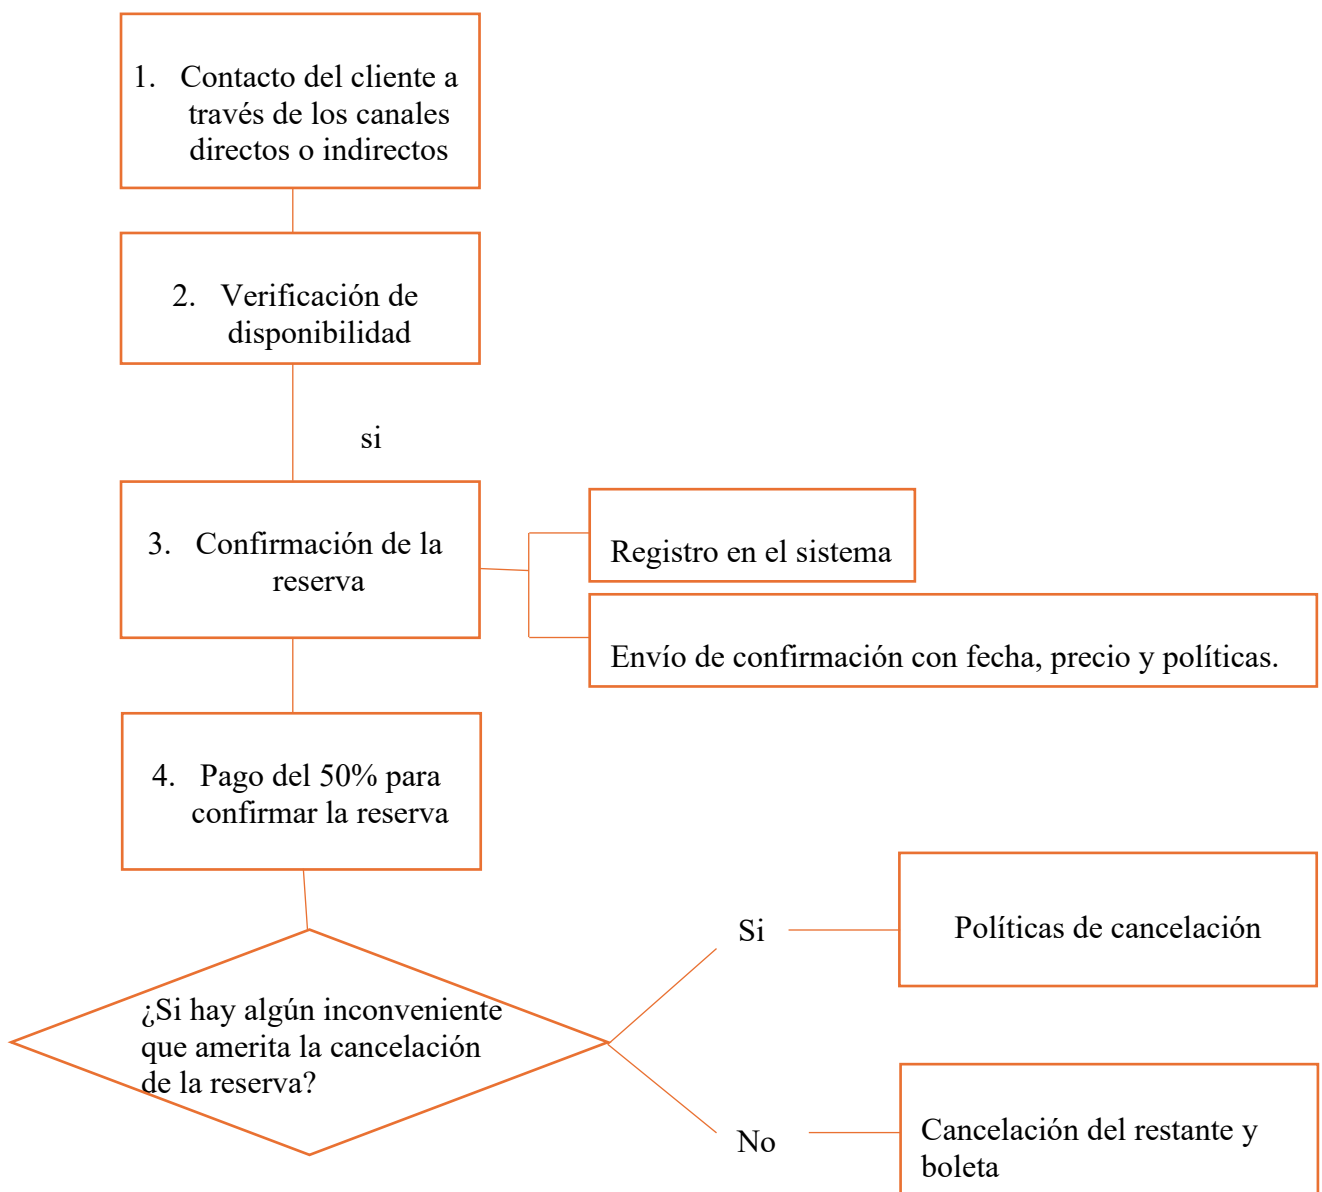 1. Contacto del cliente a
través de los canales
directos o indirectos
2. Verificación de
disponibilidad
si
3. Confirmación de la
reserva
Registro en el sistema
Envío de confirmación con fecha, precio y políticas.
4. Pago del 50% para
confirmar la reserva
¿Si hay algún inconveniente
que amerita la cancelación
de la reserva?
Si
Políticas de cancelación
No
Cancelación del restante y
boleta